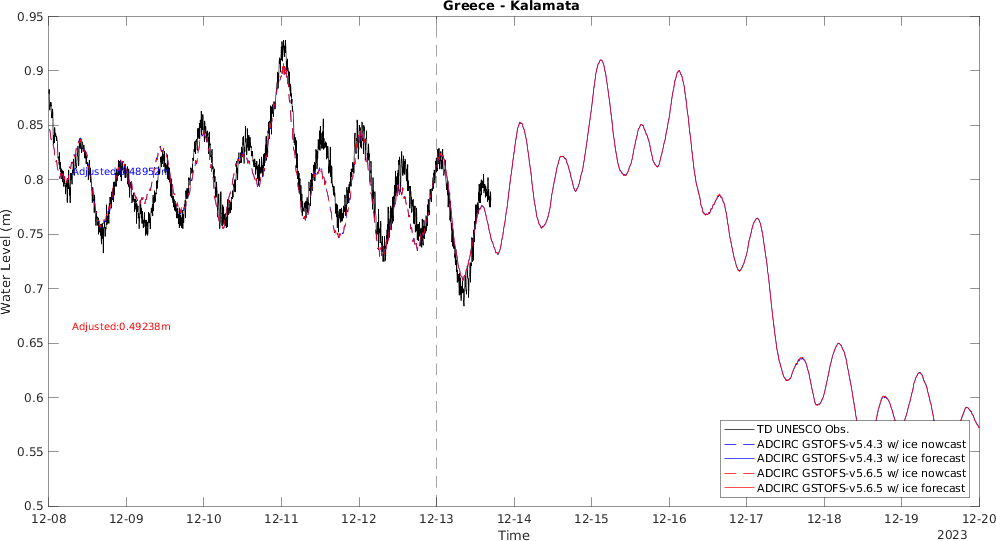 Greece - Kalamata
0.95
0.9
0.85
0.8
0.75
0.7
0.65
0.6
0.55
0.5
Water Level (m)
Adjusted:0.48952m
Adjusted:0.49238m
TD UNESCO Obs.
ADCIRC GSTOFS-v5.4.3 w/ ice nowcast
ADCIRC GSTOFS-v5.4.3 w/ ice forecast
ADCIRC GSTOFS-v5.6.5 w/ ice nowcast
ADCIRC GSTOFS-v5.6.5 w/ ice forecast
12-08 12-09 12-10 12-11 12-12 12-13 12-14 12-15 12-16 12-17 12-18 12-19 12-20
Time
2023